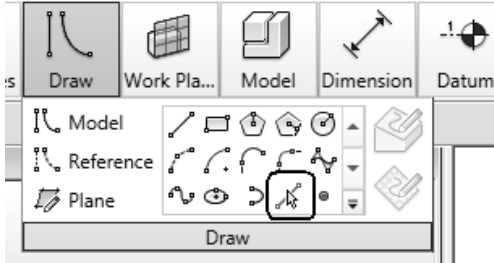 s Draw Work Pla... Model Dimension Datum
Model
Reference
Plane
Draw